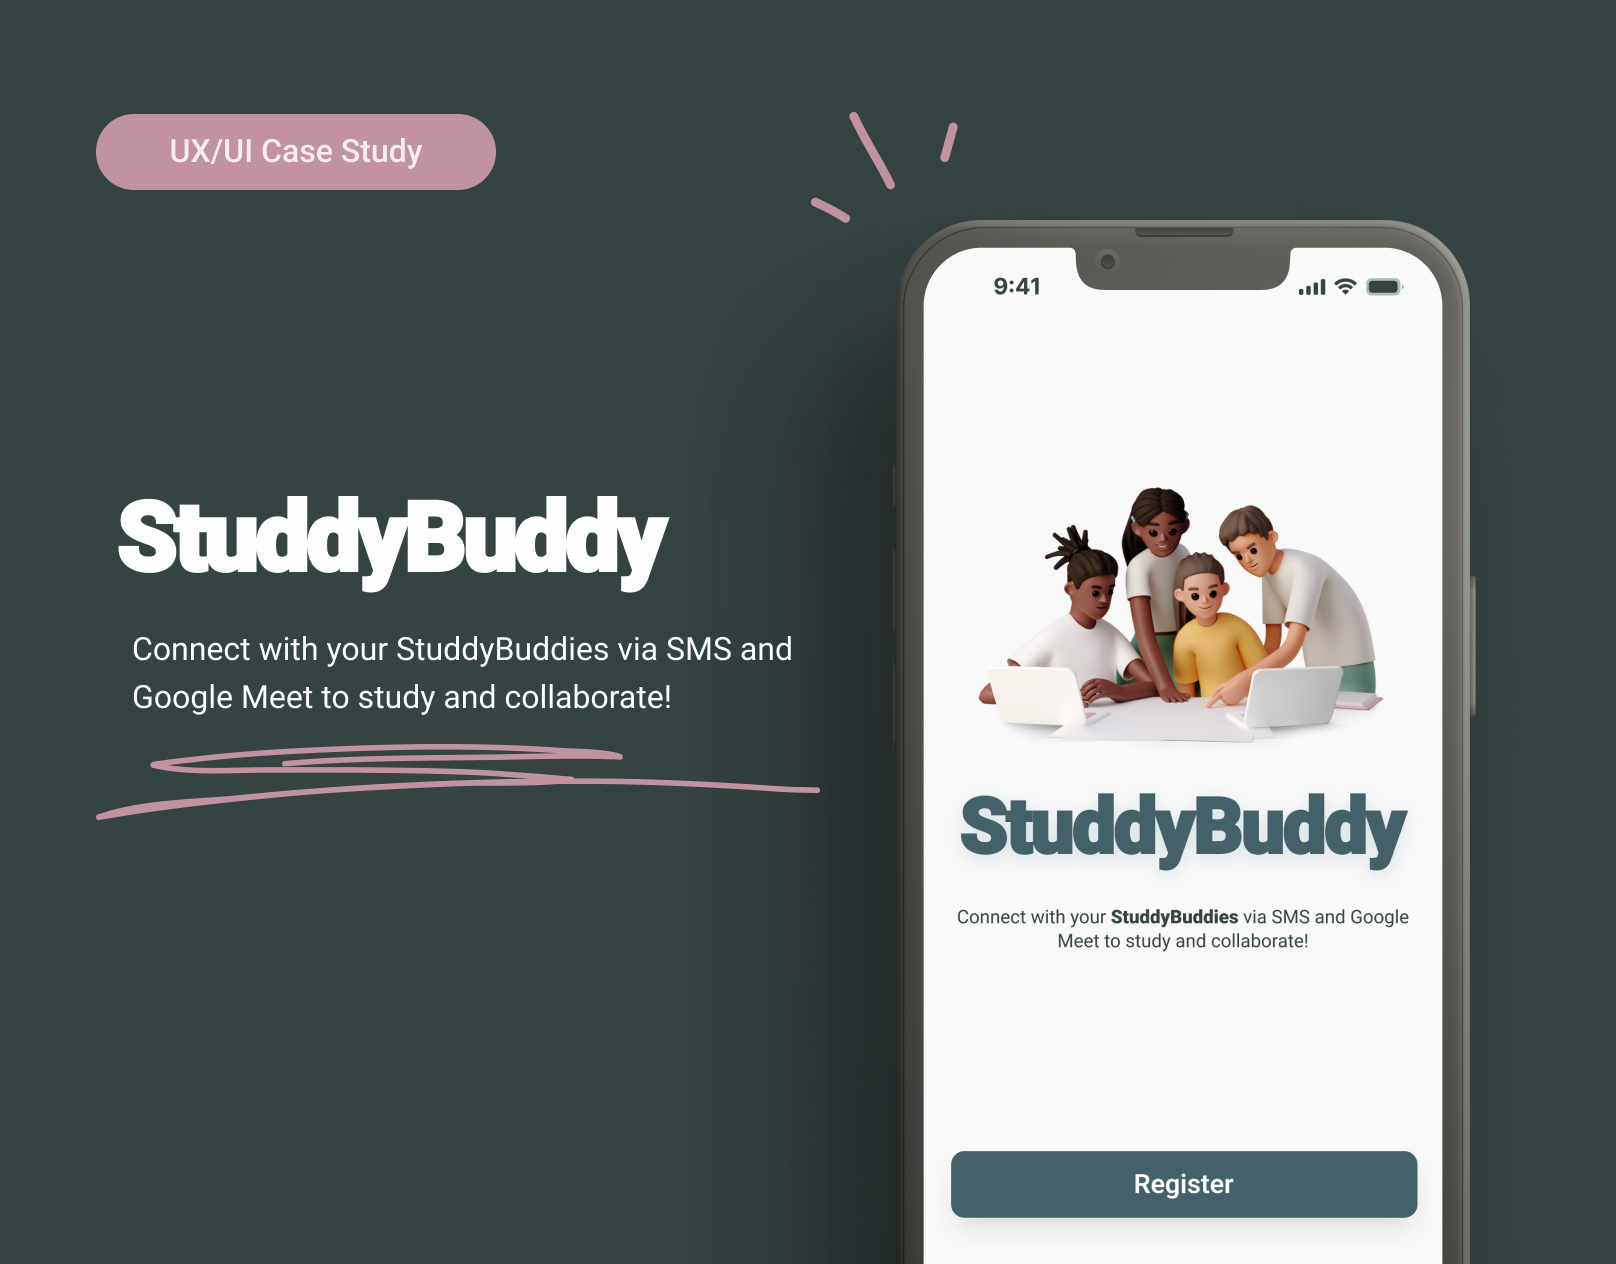 UX/UI Case Study
StuddyBuddy
Connect with your StuddyBuddies via SMS and
Google Meet to study and collaborate!
9:41
StuddyBuddy
Connect with your StuddyBuddies via SMS and Google
Meet to study and collaborate!
Register